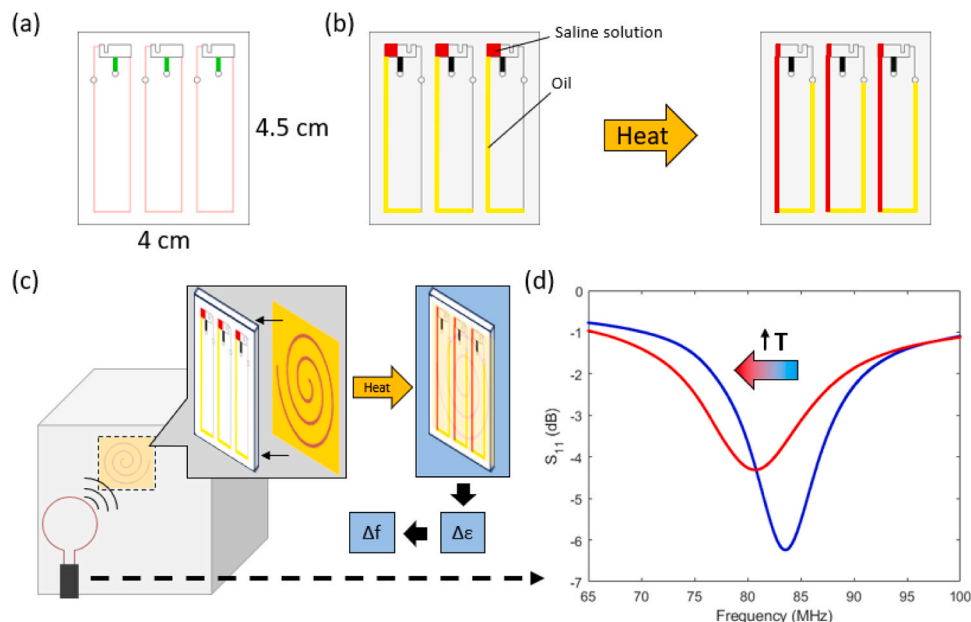 (a)
4.5 cm
4 cm
(b)
Saline solution
Oil
Heat
(c)
Heat
Δf
Δε
(d)
0
-1
-2
-3
-4
-5
-6
-7
S11 (dB)
↑ T
65
70
75
80
85
90
95
100
Frequency (MHz)